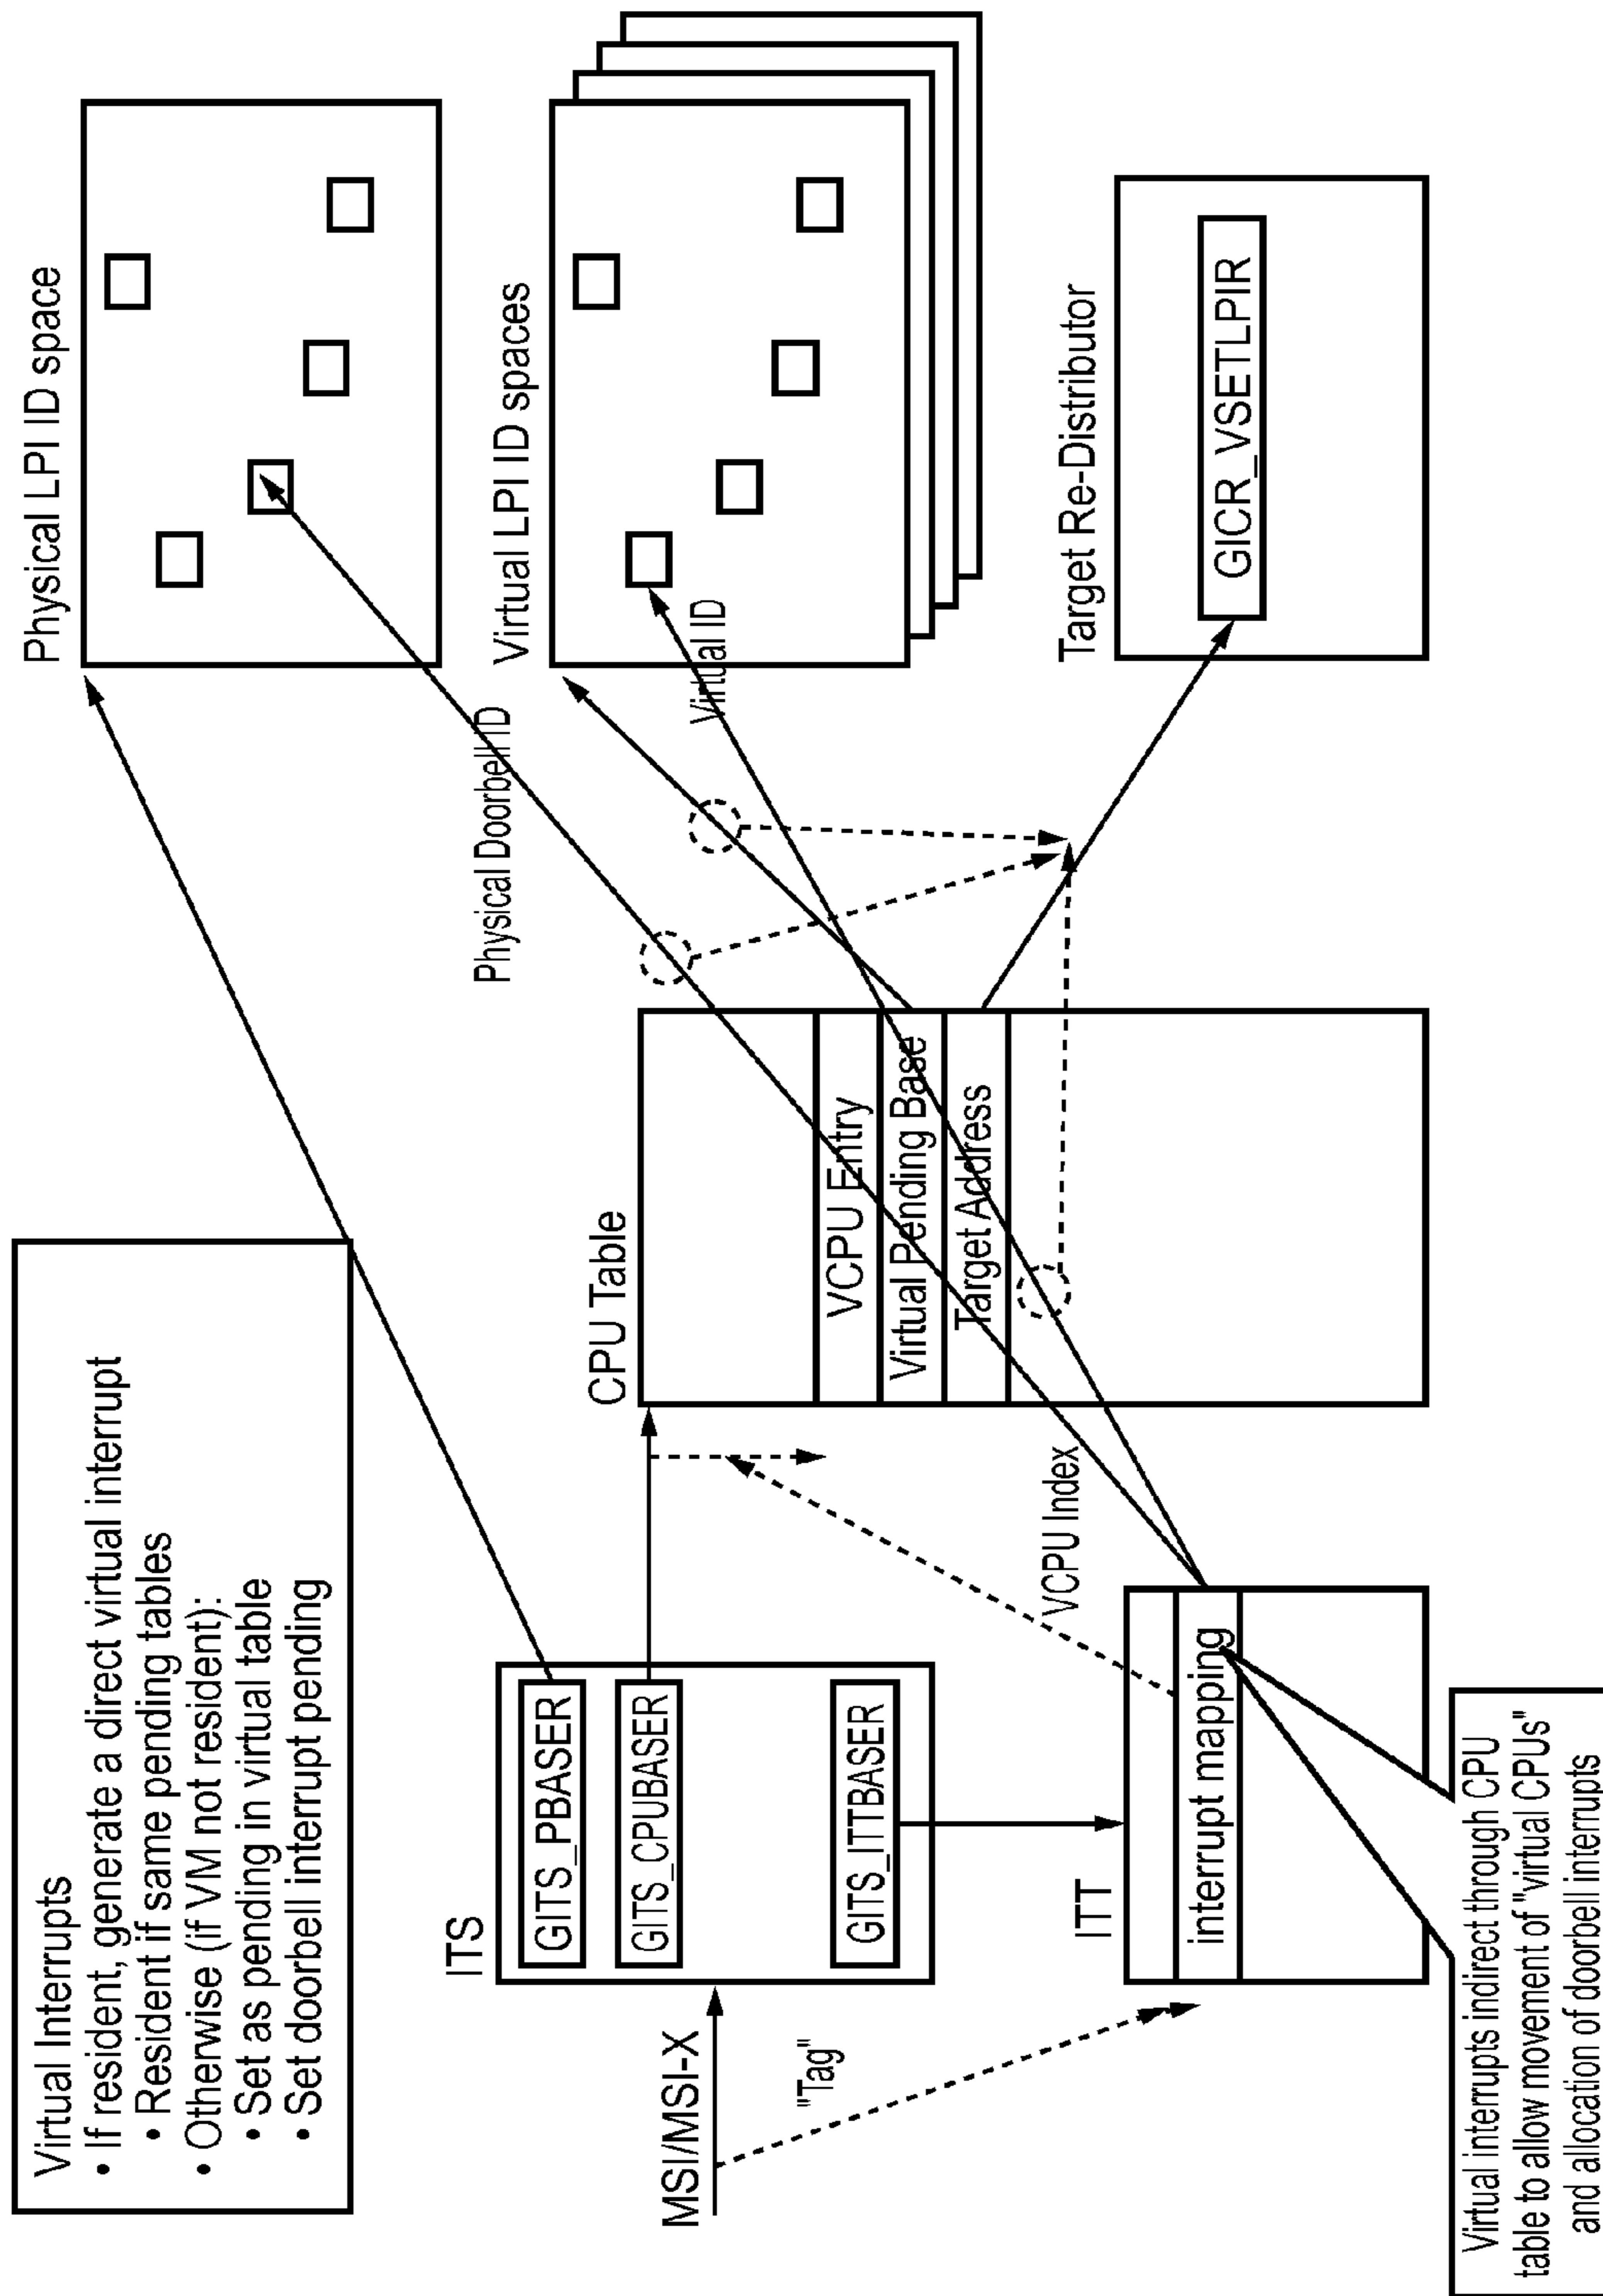 Virtual Interrupts
• If resident, generate a direct virtual interrupt
• Resident if same pending tables
• Otherwise (if VM not resident):
• Set as pending in virtual table
• Set doorbell interrupt pending
Physical LPI ID space
Physical Doorbell ID
Virtual LPI ID spaces
Virtual ID
CPU Table
VCPU Entry
Virtual Pending Base
Target Address
Target Re-Distributor
GICR_VSETLPIR
ITS
GITS_PBASER
GITS_CPUBASER
GITS_ITTBASER
MSI/MSI-X
"Tag"
VCPU Index
ITT
interrupt mapping
Virtual interrupts indirect through CPU
table to allow movement of "virtual CPUs"
and allocation of doorbell interrupts